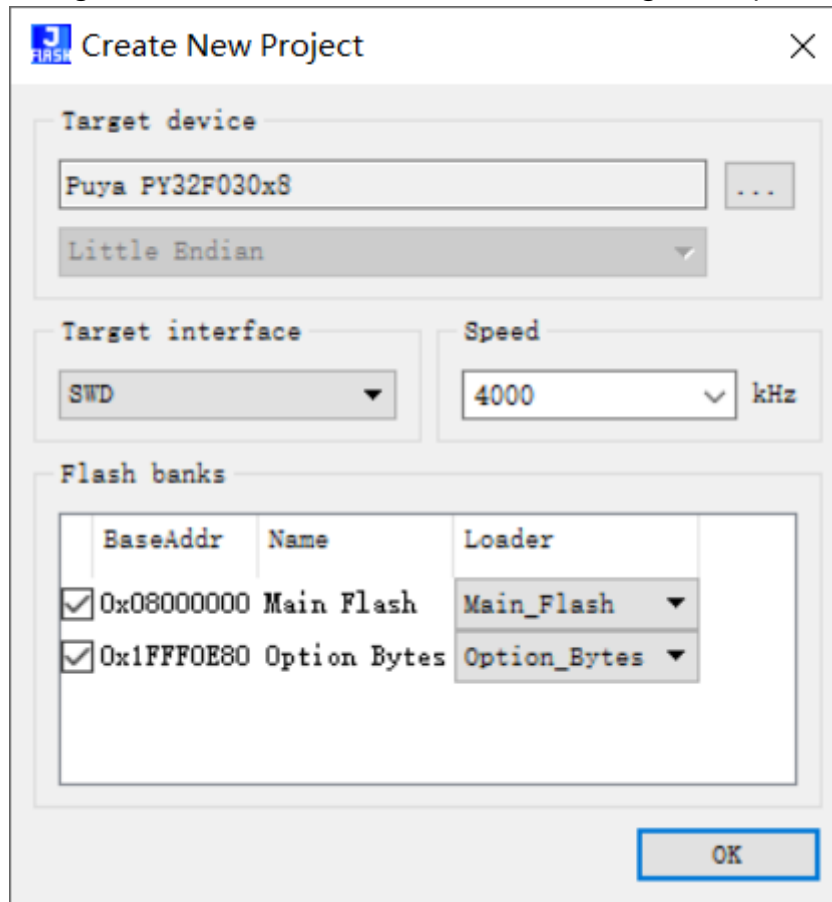 J
FLASH
Create New Project
Target device
Puya PY32F030x8
...
Little Endian
Target interface
Speed
SWD
4000
kHz
Flash banks
BaseAddr Name Loader
0x08000000 Main Flash Main_Flash
0x1FFF0E80 Option Bytes Option_Bytes
OK